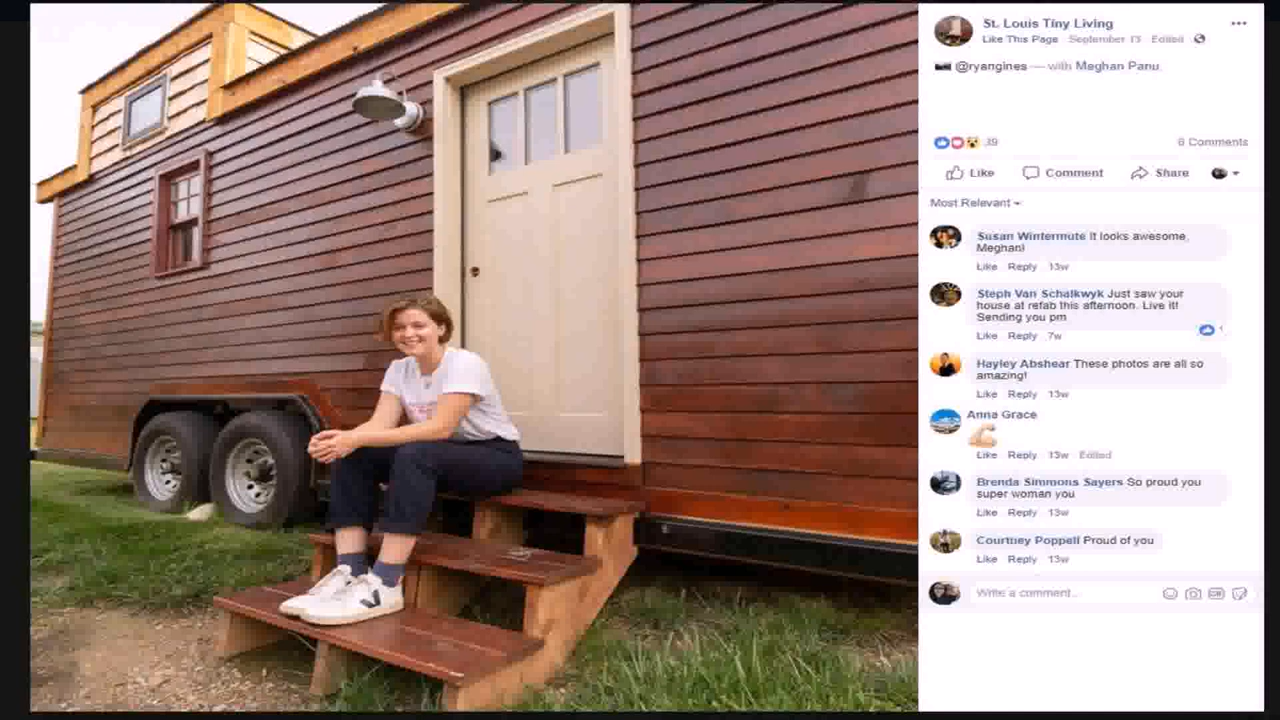 St. Louis Tiny Living
Like This Page September 13 Edited
@ryangines — with Meghan Panu.
39
6 Comments
Like Comment Share
Most Relevant
Susan Wintermute It looks awesome,
Meghan!
Like Reply 13w
Steph Van Schalkwyk Just saw your
house at refab this afternoon. Live it!
Sending you pm
Like Reply 7w
Hayley Abshear These photos are all so
amazing!
Like Reply 13w
Anna Grace
Like Reply 13w Edited
Brenda Simmons Sayers So proud you
super woman you
Like Reply 13w
Courtney Poppell Proud of you
Like Reply 13w
Write a comment...
GIF